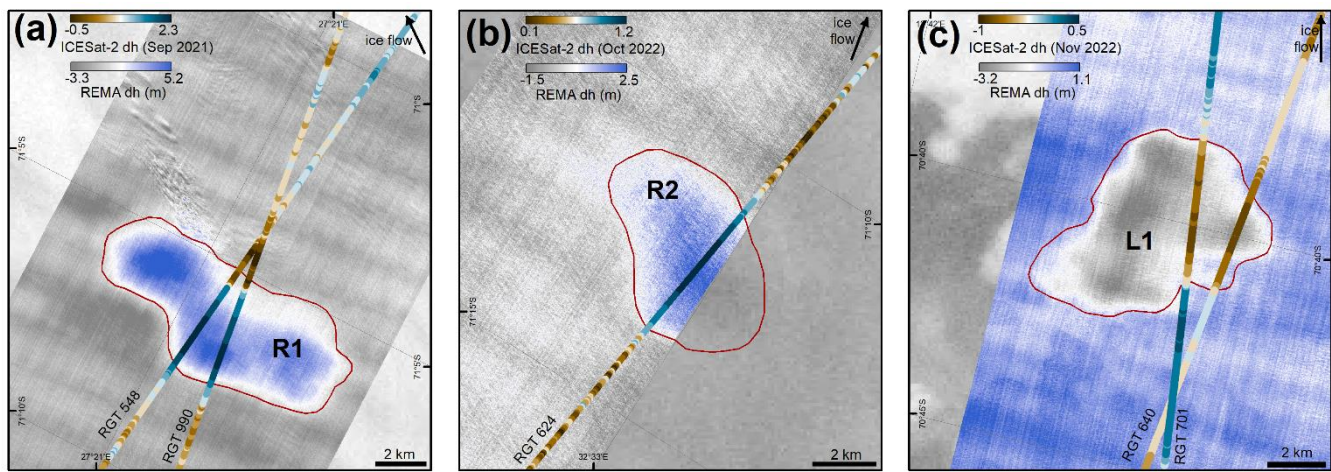 (a)
-0.5 2.3
ICESat-2 dh (Sep 2021)
-3.3 5.2
REMA dh (m)
27°21'E
ice flow
71°S
71°5'S
R1
71°5'S
71°10'S
RGT 548
RGT 990
27°21'E
2 km
(b)
0.1 1.2
ICESat-2 dh (Oct 2022)
-1.5 2.5
REMA dh (m)
ice
flow
R2
71°10'S
71°15'S
RGT 624
32°33'E
2 km
(c)
-1 0.5
ICESat-2 dh (Nov 2022)
-3.2 1.1
REMA dh (m)
ice
flow
70°40'S
L1
70°40'S
70°45'S
RGT 640
RGT 701
2 km